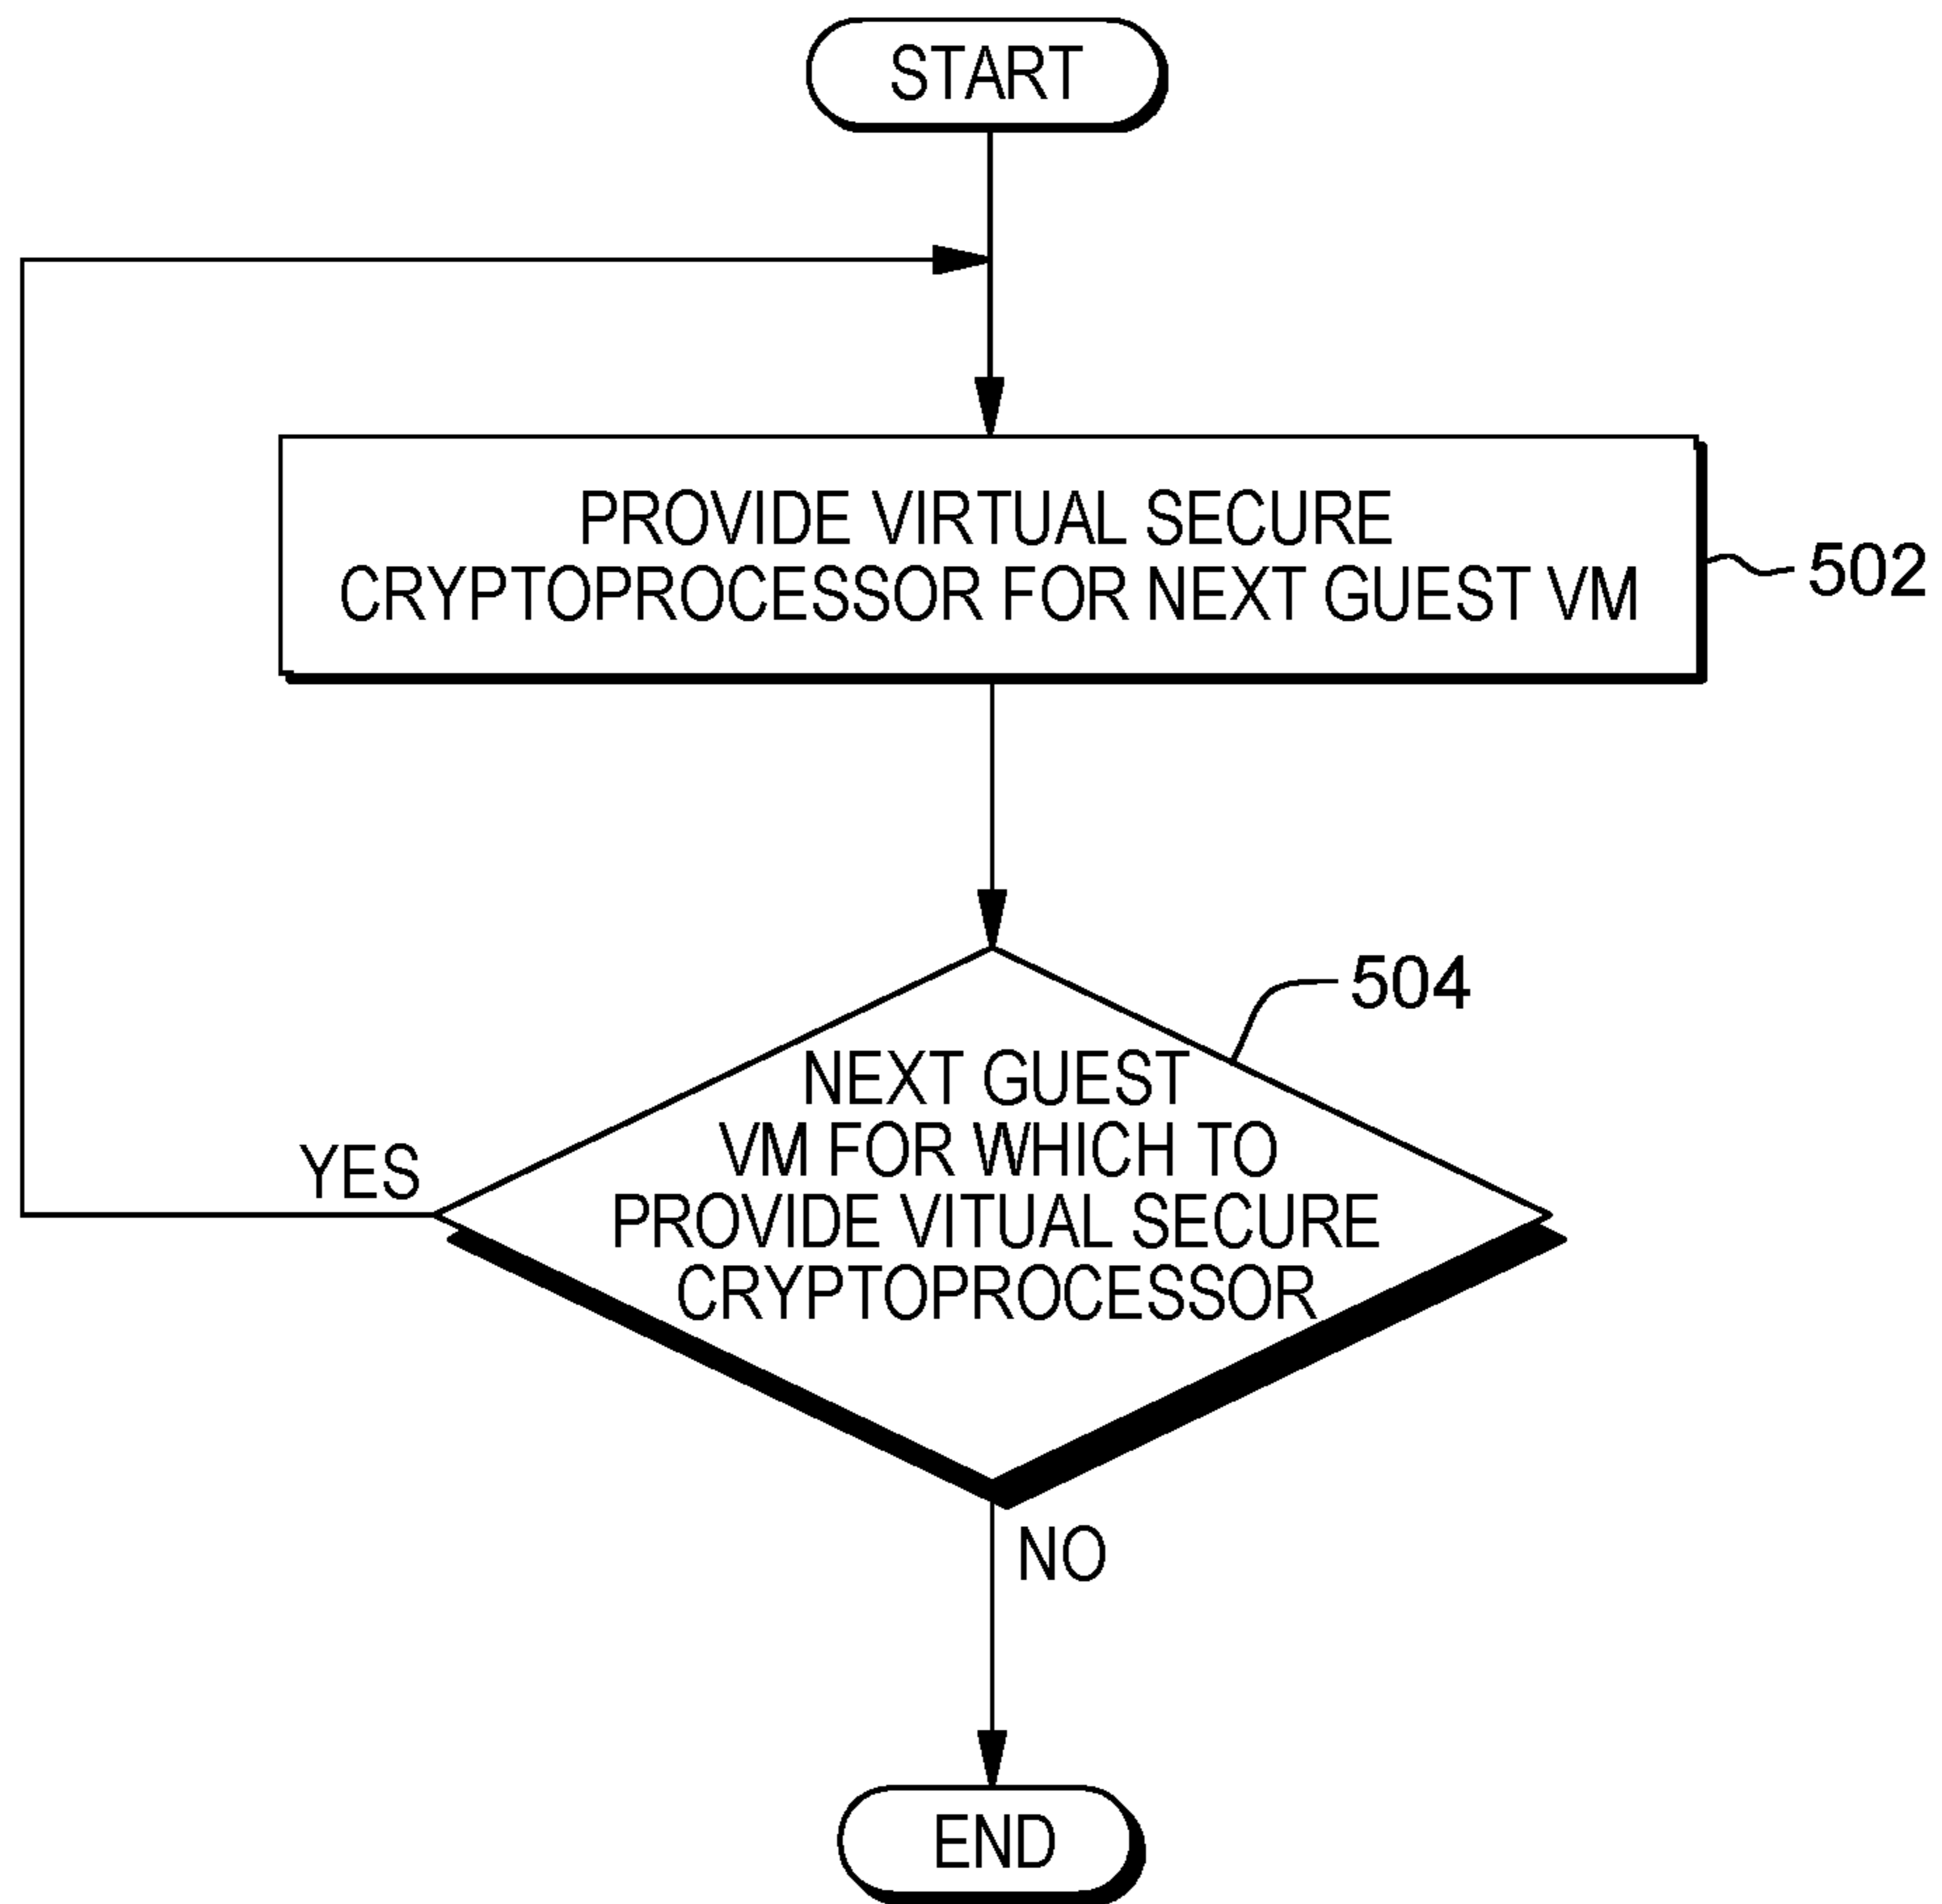 START
PROVIDE VIRTUAL SECURE
CRYPTOPROCESSOR FOR NEXT GUEST VM
502
504
NEXT GUEST
VM FOR WHICH TO
PROVIDE VITUAL SECURE
CRYPTOPROCESSOR
YES
NO
END